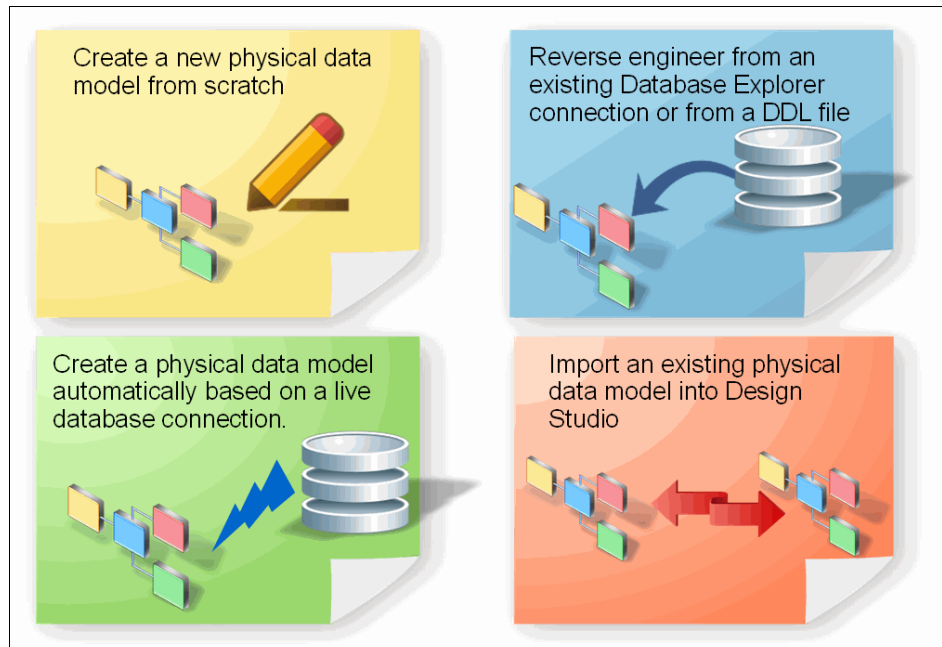 Create a new physical data
model from scratch
Reverse engineer from an
existing Database Explorer
connection or from a DDL file
Create a physical data model
automatically based on a live
database connection.
Import an existing physical
data model into Design
Studio